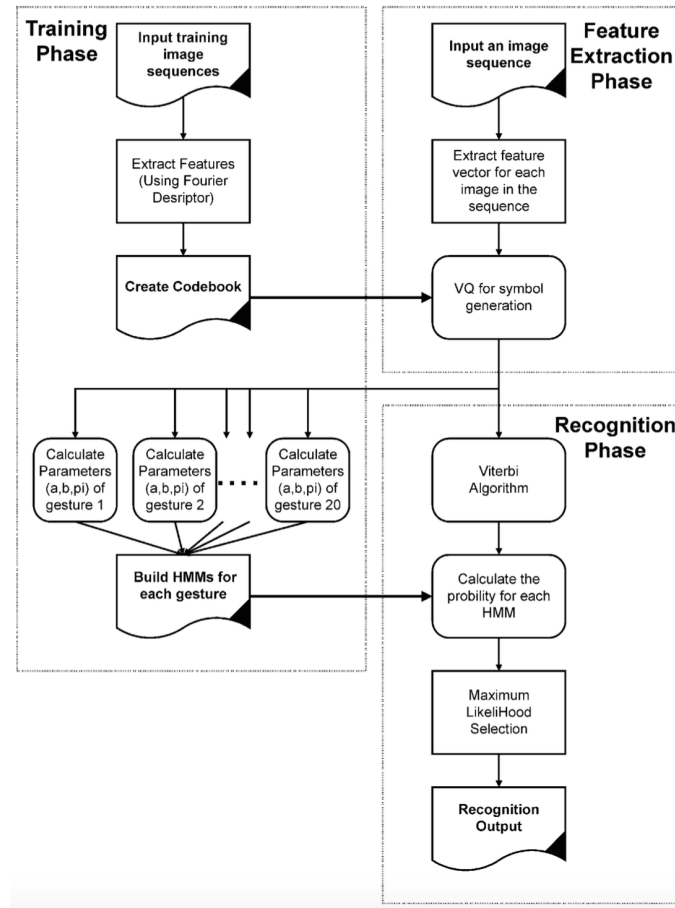 Training
Phase
Input training
image
sequences
Extract Features
(Using Fourier
Desriptor)
Create Codebook
Calculate
Parameters
(a,b,pi) of
gesture 1
Calculate
Parameters
(a,b,pi) of
gesture 2
....
Calculate
Parameters
(a,b,pi) of
gesture 20
Build HMMs for
each gesture
Feature
Extraction
Phase
Input an image
sequence
Extract feature
vector for each
image in the
sequence
VQ for symbol
generation
Recognition
Phase
Viterbi
Algorithm
Calculate the
probility for each
HMM
Maximum
LikeliHood
Selection
Recognition
Output